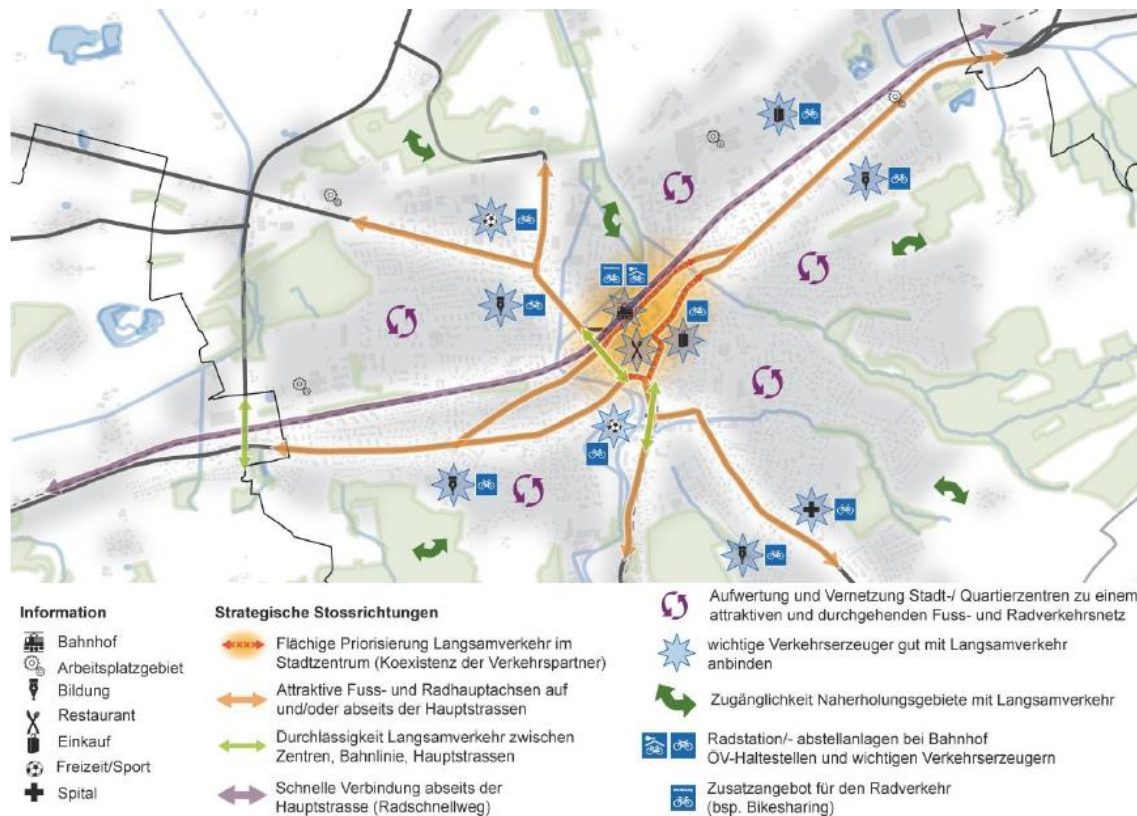 Information
Bahnhof
Arbeitsplatzgebiet
Bildung
Restaurant
Einkauf
Freizeit/Sport
Spital
Strategische Stossrichtungen
Flächige Priorisierung Langsamverkehr im
Stadtzentrum (Koexistenz der Verkehrspartner)
Attraktive Fuss- und Radhauptachsen auf
und/oder abseits der Hauptstrassen
Durchlässigkeit Langsamverkehr zwischen
Zentren, Bahnlinie, Hauptstrassen
Schnelle Verbindung abseits der
Hauptstrasse (Radschnellweg)
Aufwertung und Vernetzung Stadt-/ Quartierzentren zu einem
attraktiven und durchgehenden Fuss- und Radverkehrsnetz
wichtige Verkehrserzeuger gut mit Langsamverkehr
anbinden
Zugänglichkeit Naherholungsgebiete mit Langsamverkehr
Radstation/- abstellanlagen bei Bahnhof
ÖV-Haltestellen und wichtigen Verkehrserzeugern
Zusatzangebot für den Radverkehr
(bsp. Bikesharing)